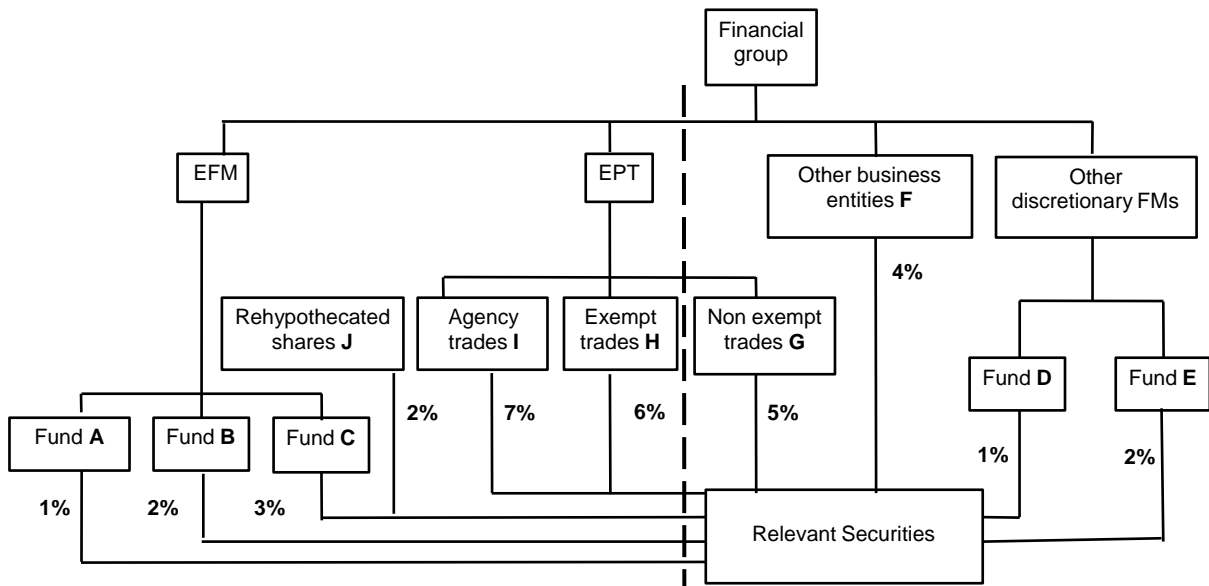 Financial
group
EFM
EPT
Other business
entities F
Other
discretionary FMs
4%
Rehypothecated
shares J
Agency
trades I
Exempt
trades H
Non exempt
trades G
Fund D
Fund E
2%
7%
6%
5%
Fund A
Fund B
Fund C
1%
2%
1%
2%
3%
Relevant Securities